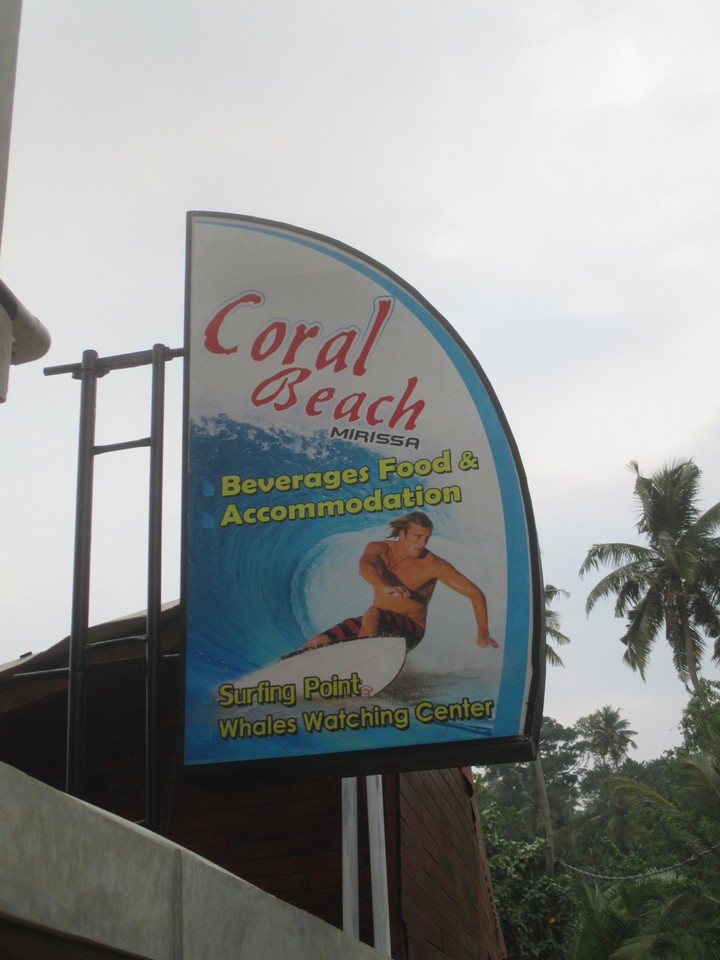 Coral
Beach
MIRISSA
Beverages Food &
Accommodation
Surfing Point
Whales Watching Center